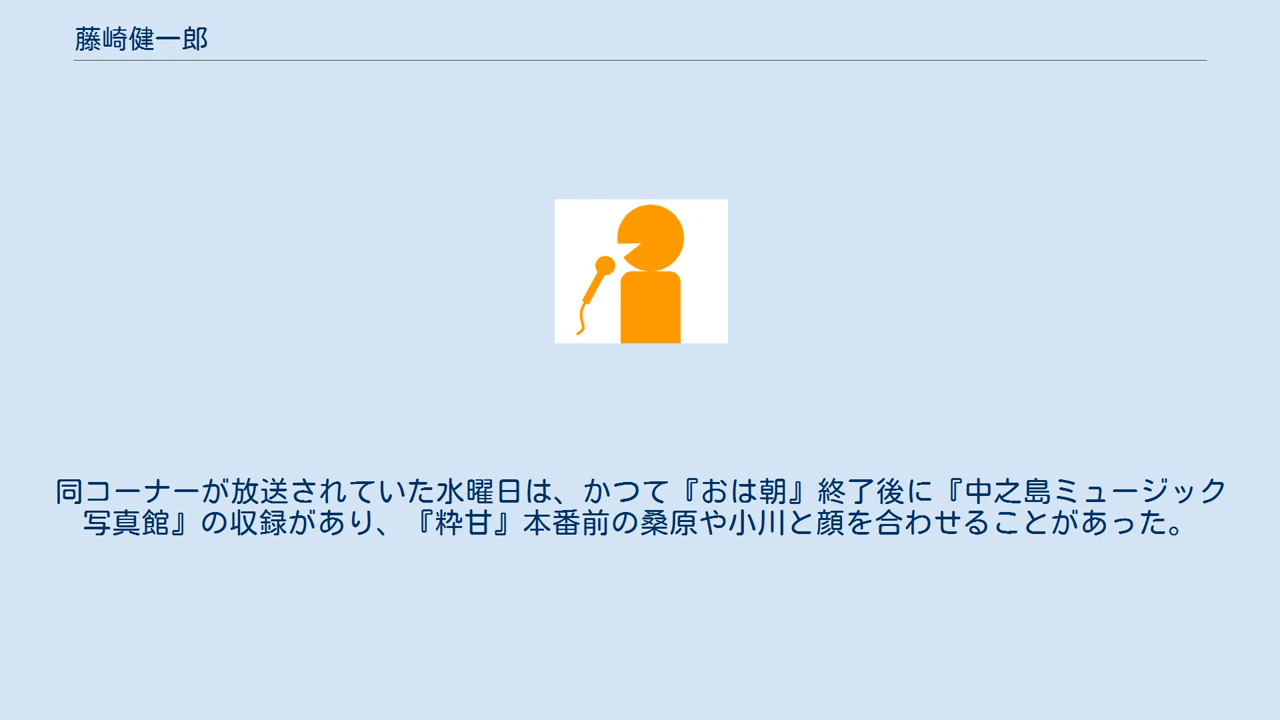 藤崎健一郎
同コーナーが放送されていた水曜日は、かつて『おは朝』終了後に『中之島ミュージック
写真館』の収録があり、『粋甘』本番前の桑原や小川と顔を合わせることがあった。